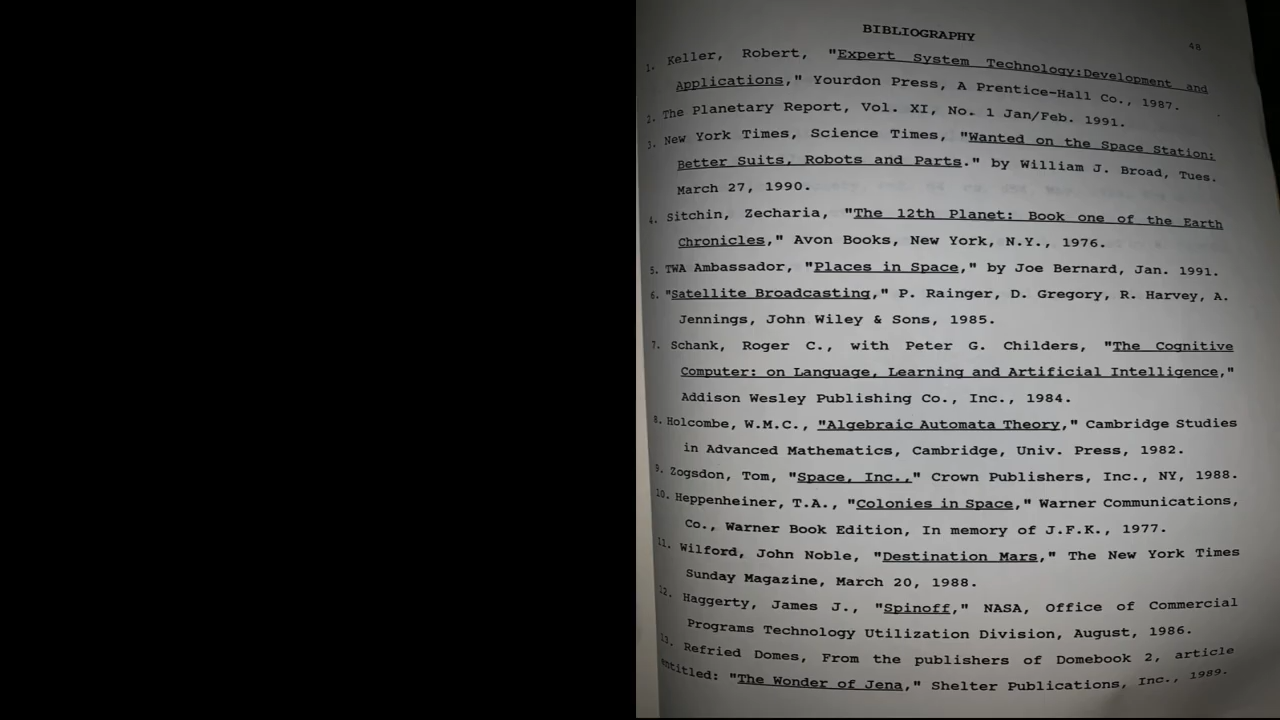 BIBLIOGRAPHY
48
1. Keller, Robert, "Expert System Technology:Development and
Applications," Yourdon Press, A Prentice-Hall Co., 1987.
2. The Planetary Report, Vol. XI, No. 1 Jan/Feb. 1991.
3. New York Times, Science Times, "Wanted on the Space Station:
Better Suits, Robots and Parts." by William J. Broad, Tues.
March 27, 1990.
4. Sitchin, Zecharia, "The 12th Planet: Book one of the Earth
Chronicles," Avon Books, New York, N.Y., 1976.
5. TWA Ambassador, "Places in Space," by Joe Bernard, Jan. 1991.
6. "Satellite Broadcasting," P. Rainger, D. Gregory, R. Harvey, A.
Jennings, John Wiley & Sons, 1985.
7. Schank, Roger C., with Peter G. Childers, "The Cognitive
Computer: on Language, Learning and Artificial Intelligence,"
Addison Wesley Publishing Co., Inc., 1984.
8. Holcombe, W.M.C., "Algebraic Automata Theory," Cambridge Studies
in Advanced Mathematics, Cambridge, Univ. Press, 1982.
9. Zogsdon, Tom, "Space, Inc.," Crown Publishers, Inc., NY, 1988.
10. Heppenheiner, T.A., "Colonies in Space," Warner Communications,
Co., Warner Book Edition, In memory of J.F.K., 1977.
11. Wilford, John Noble, "Destination Mars," The New York Times
Sunday Magazine, March 20, 1988.
12. Haggerty, James J., "Spinoff," NASA, Office of Commercial
Programs Technology Utilization Division, August, 1986.
13. Refried Domes, From the publishers of Domebook 2, article
entitled: "The Wonder of Jena," Shelter Publications, Inc., 1989.